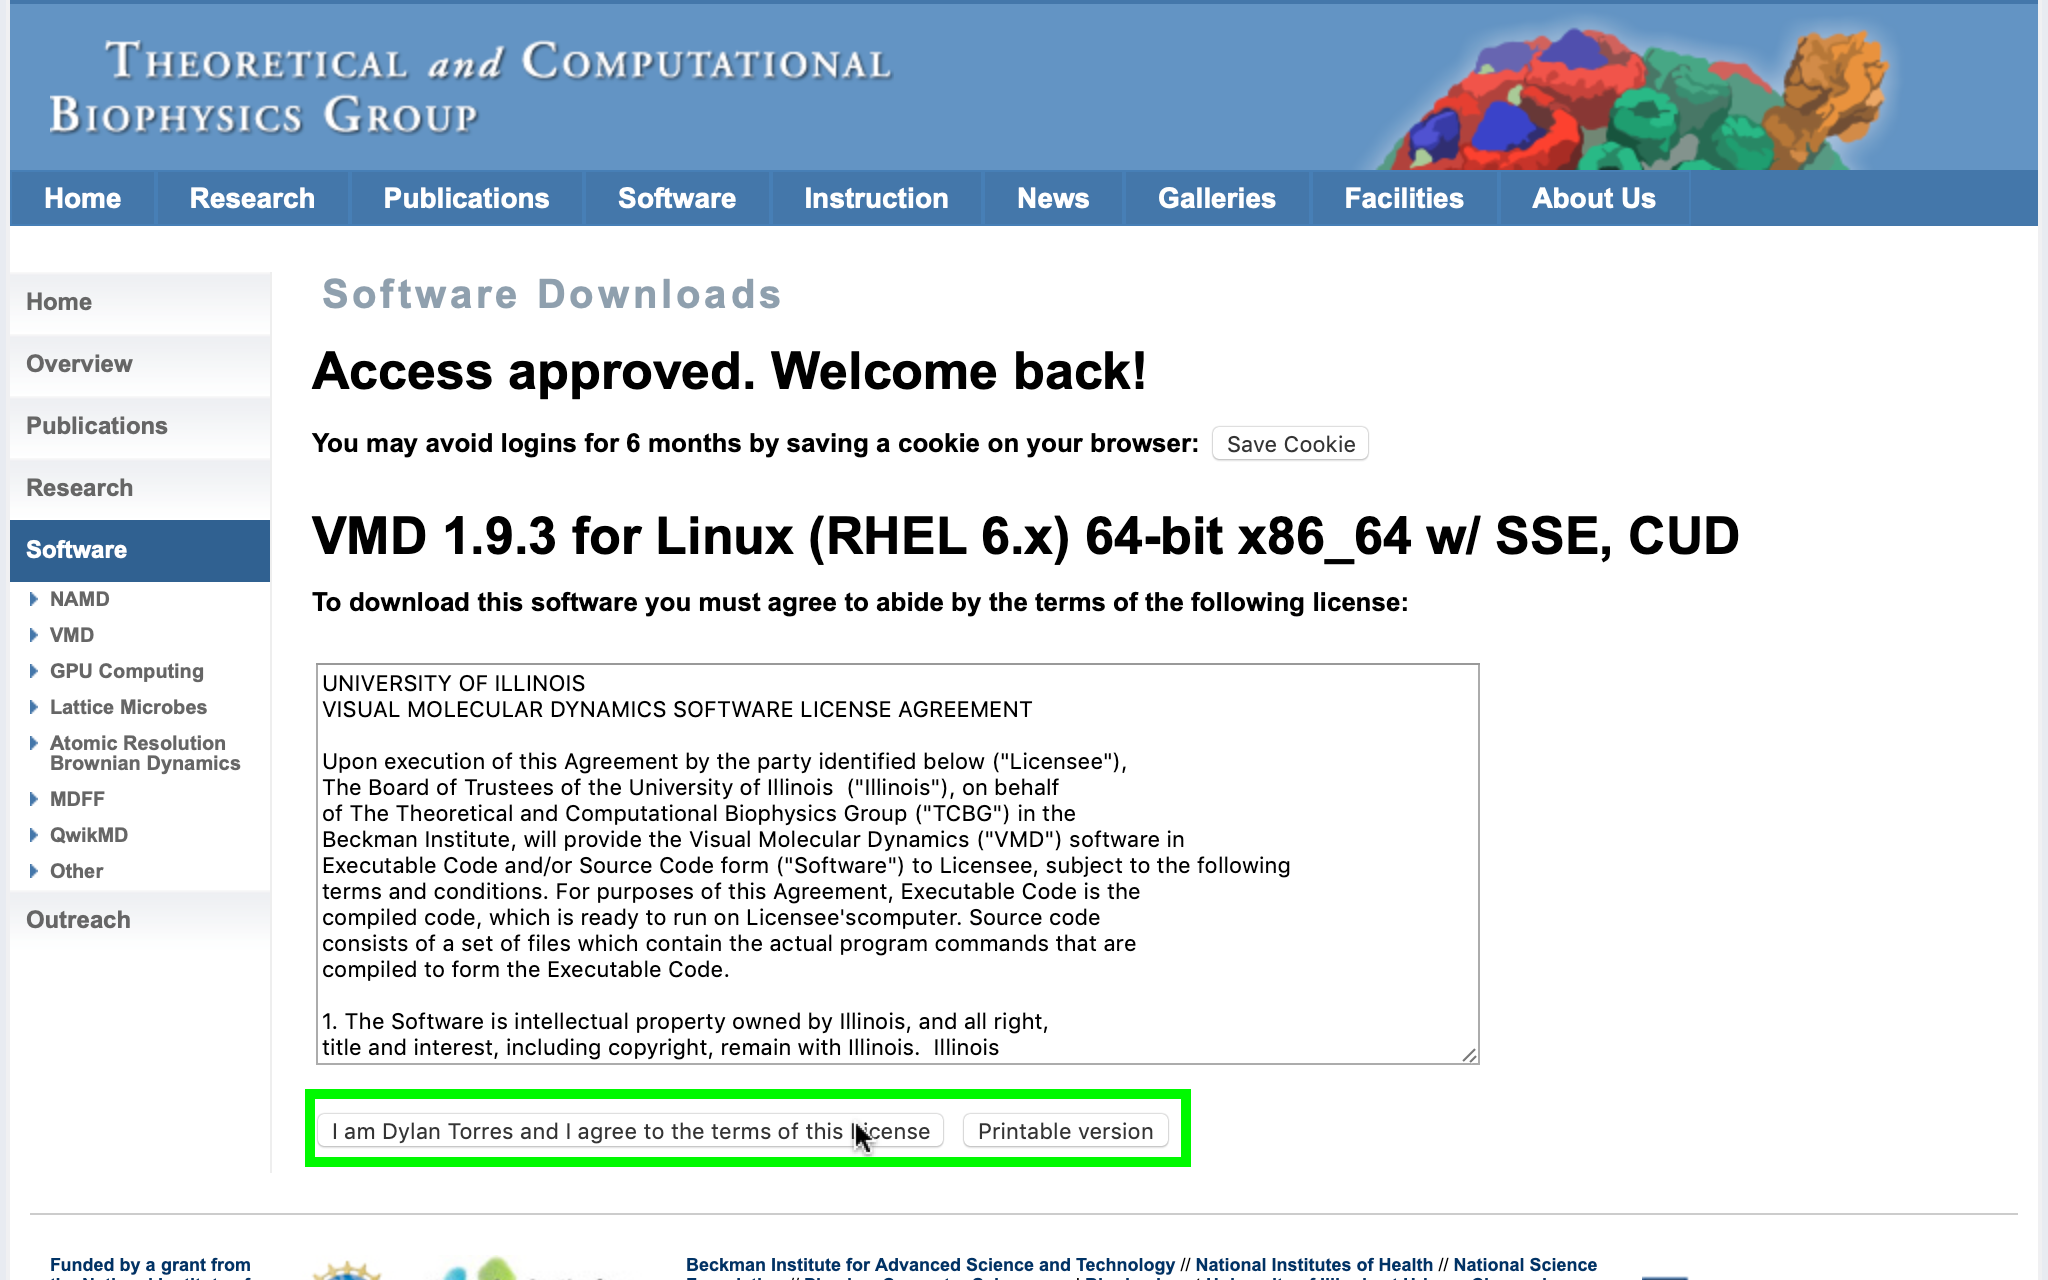 THEORETICAL and COMPUTATIONAL
BIOPHYSICS GROUP
Home Research Publications Software Instruction News Galleries Facilities About Us
Home
Overview
Publications
Research
Software
NAMD
VMD
GPU Computing
Lattice Microbes
Atomic Resolution
Brownian Dynamics
MDFF
QwikMD
Other
Outreach
Software Downloads
Access approved. Welcome back!
You may avoid logins for 6 months by saving a cookie on your browser: Save Cookie
VMD 1.9.3 for Linux (RHEL 6.x) 64-bit x86_64 w/ SSE, CUD
To download this software you must agree to abide by the terms of the following license:
UNIVERSITY OF ILLINOIS
VISUAL MOLECULAR DYNAMICS SOFTWARE LICENSE AGREEMENT
Upon execution of this Agreement by the party identified below ("Licensee"),
The Board of Trustees of the University of Illinois ("Illinois"), on behalf
of The Theoretical and Computational Biophysics Group ("TCBG") in the
Beckman Institute, will provide the Visual Molecular Dynamics ("VMD") software in
Executable Code and/or Source Code form ("Software") to Licensee, subject to the following
terms and conditions. For purposes of this Agreement, Executable Code is the
compiled code, which is ready to run on Licensee'scomputer. Source code
consists of a set of files which contain the actual program commands that are
compiled to form the Executable Code.
1. The Software is intellectual property owned by Illinois, and all right,
title and interest, including copyright, remain with Illinois. Illinois
I am Dylan Torres and I agree to the terms of this license Printable version
Funded by a grant from
Beckman Institute for Advanced Science and Technology // National Institutes of Health // National Science